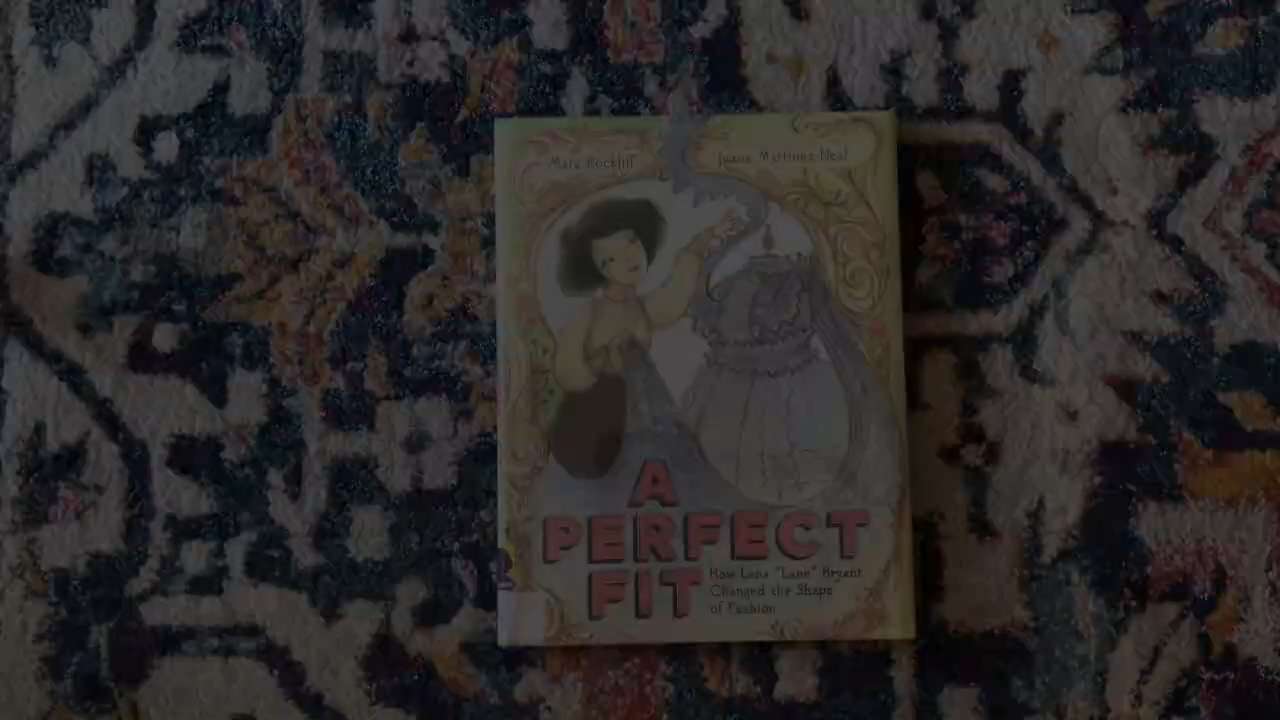 Mara Rockliff
Juana Martinez-Neal
A
PERFECT
FIT
How Lena "Lane" Bryant
Changed the Shape
of Fashion